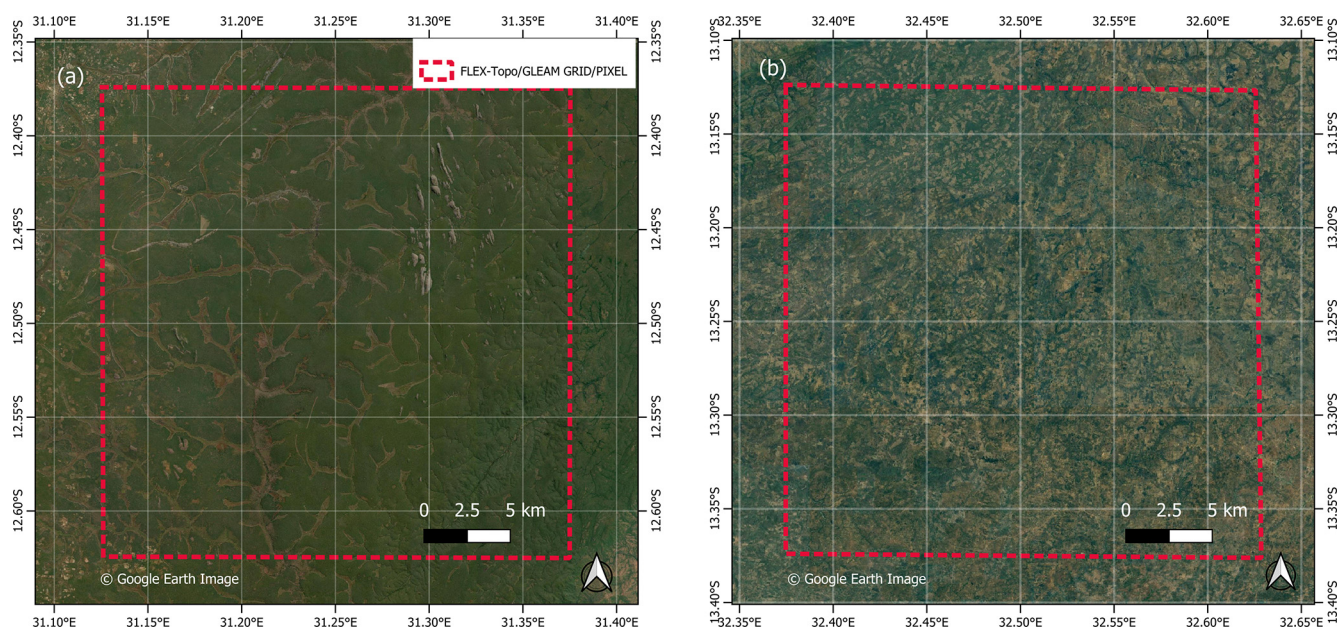 31.10°E 31.15°E 31.20°E 31.25°E 31.30°E 31.35°E 31.40°E
12.35°S 12.40°S 12.45°S 12.50°S 12.55°S 12.60°S
(a)
FLEX-Topo/GLEAM GRID/PIXEL
12.35°S 12.40°S 12.45°S 12.50°S 12.55°S 12.60°S
0 2.5 5 km
© Google Earth Image
31.10°E 31.15°E 31.20°E 31.25°E 31.30°E 31.35°E 31.40°E
32.35°E 32.40°E 32.45°E 32.50°E 32.55°E 32.60°E 32.65°E
13.10°S 13.15°S 13.20°S 13.25°S 13.30°S 13.35°S 13.40°S
(b)
13.10°S 13.15°S 13.20°S 13.25°S 13.30°S 13.35°S 13.40°S
0 2.5 5 km
© Google Earth Image
32.35°E 32.40°E 32.45°E 32.50°E 32.55°E 32.60°E 32.65°E